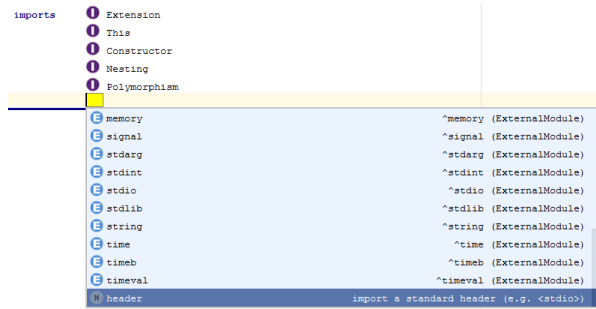 imports I Extension
I This
I Constructor
I Nesting
I Polymorphism
E memory ^memory (ExternalModule)
E signal ^signal (ExternalModule)
E stdarg ^stdarg (ExternalModule)
E stdint ^stdint (ExternalModule)
E stdio ^stdio (ExternalModule)
E stdlib ^stdlib (ExternalModule)
E string ^string (ExternalModule)
E time ^time (ExternalModule)
E timeb ^timeb (ExternalModule)
E timeval ^timeval (ExternalModule)
N header import a standard header (e.g. <stdio>)